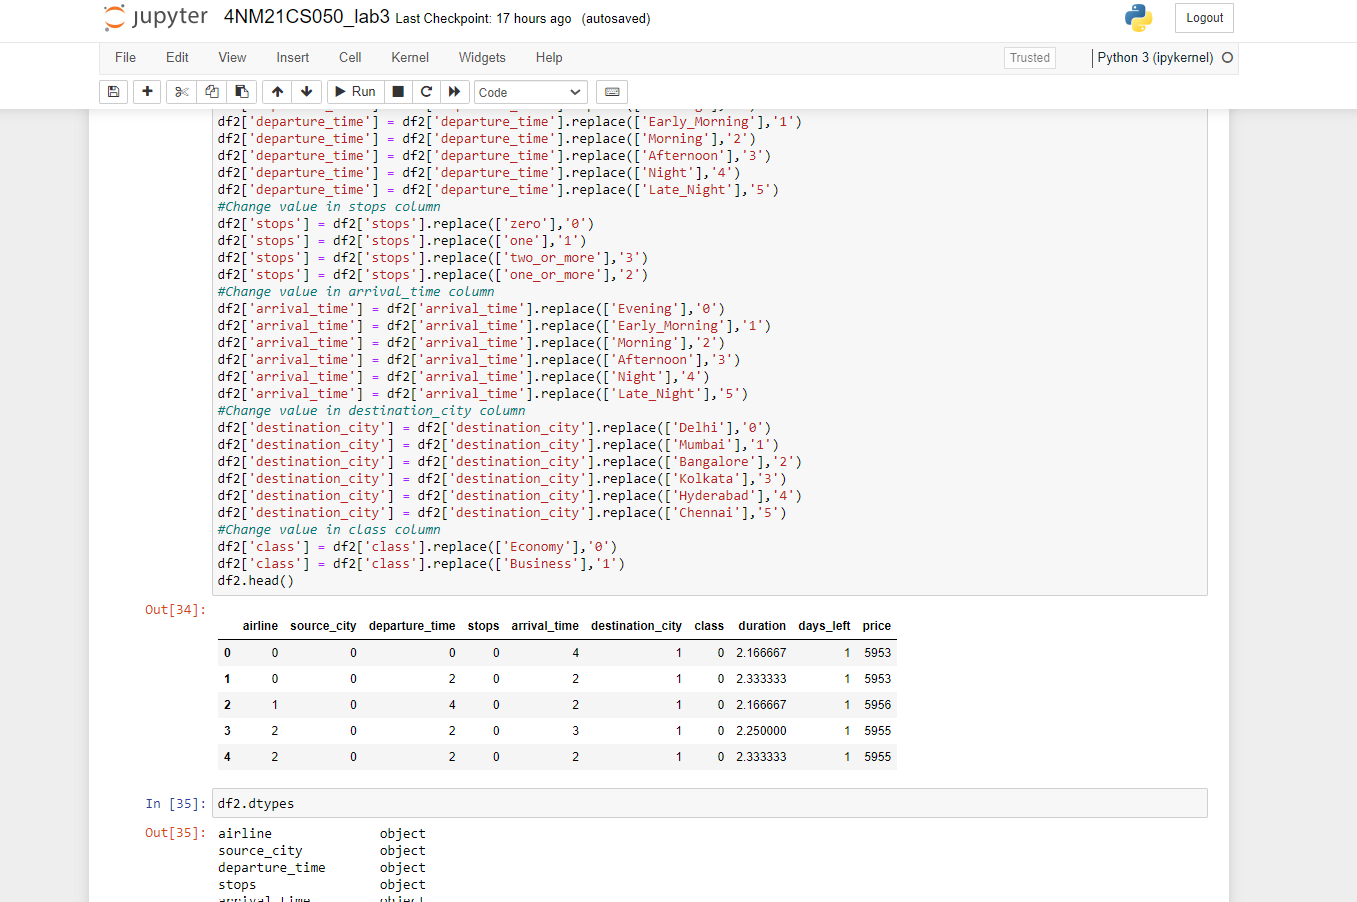 jupyter 4NM21CS050_lab3 Last Checkpoint: 17 hours ago (autosaved)
Logout
File Edit View Insert Cell Kernel Widgets Help
Trusted
Python 3 (ipykernel)
Run
Code
df2['departure_time'] = df2['departure_time'].replace(['Early_Morning'],'1')
df2['departure_time'] = df2['departure_time'].replace(['Morning'],'2')
df2['departure_time'] = df2['departure_time'].replace(['Afternoon'],'3')
df2['departure_time'] = df2['departure_time'].replace(['Night'],'4')
df2['departure_time'] = df2['departure_time'].replace(['Late_Night'],'5')
#Change value in stops column
df2['stops'] = df2['stops'].replace(['zero'],'0')
df2['stops'] = df2['stops'].replace(['one'],'1')
df2['stops'] = df2['stops'].replace(['two_or_more'],'3')
df2['stops'] = df2['stops'].replace(['one_or_more'],'2')
#Change value in arrival_time column
df2['arrival_time'] = df2['arrival_time'].replace(['Evening'],'0')
df2['arrival_time'] = df2['arrival_time'].replace(['Early_Morning'],'1')
df2['arrival_time'] = df2['arrival_time'].replace(['Morning'],'2')
df2['arrival_time'] = df2['arrival_time'].replace(['Afternoon'],'3')
df2['arrival_time'] = df2['arrival_time'].replace(['Night'],'4')
df2['arrival_time'] = df2['arrival_time'].replace(['Late_Night'],'5')
#Change value in destination_city column
df2['destination_city'] = df2['destination_city'].replace(['Delhi'],'0')
df2['destination_city'] = df2['destination_city'].replace(['Mumbai'],'1')
df2['destination_city'] = df2['destination_city'].replace(['Bangalore'],'2')
df2['destination_city'] = df2['destination_city'].replace(['Kolkata'],'3')
df2['destination_city'] = df2['destination_city'].replace(['Hyderabad'],'4')
df2['destination_city'] = df2['destination_city'].replace(['Chennai'],'5')
#Change value in class column
df2['class'] = df2['class'].replace(['Economy'],'0')
df2['class'] = df2['class'].replace(['Business'],'1')
df2.head()
Out[34]:
airline source_city departure_time stops arrival_time destination_city class duration days_left price
0 0 0 0 0 4 1 0 2.166667 1 5953
1 0 0 2 0 2 1 0 2.333333 1 5953
2 1 0 4 0 2 1 0 2.166667 1 5956
3 2 0 2 0 3 1 0 2.250000 1 5955
4 2 0 2 0 2 1 0 2.333333 1 5955
In [35]: df2.dtypes
Out[35]: airline object
source_city object
departure_time object
stops object
arrival_time object